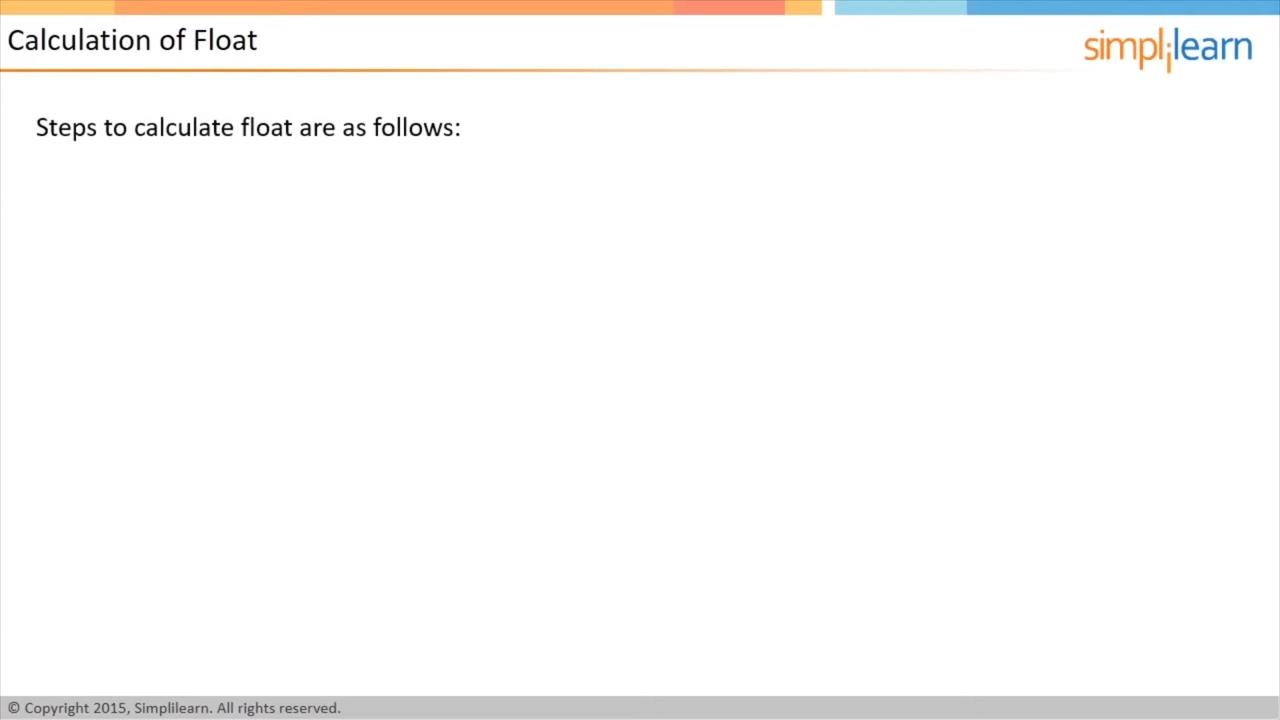 Calculation of Float
simplilearn
Steps to calculate float are as follows:
© Copyright 2015, Simplilearn. All rights reserved.